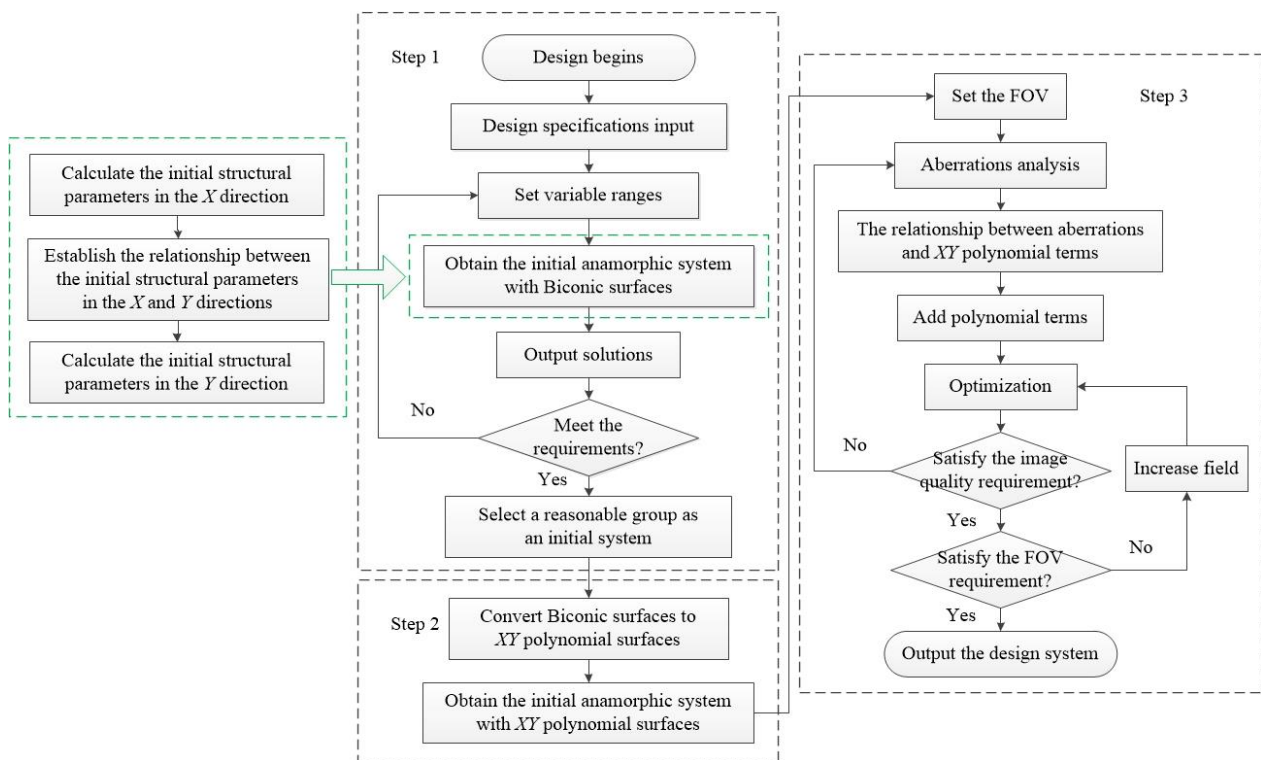 Calculate the initial structural
parameters in the X direction
Establish the relationship between
the initial structural parameters
in the X and Y directions
Calculate the initial structural
parameters in the Y direction
Step 1
Design begins
Design specifications input
Set variable ranges
Obtain the initial anamorphic system
with Biconic surfaces
Output solutions
No
Meet the
requirements?
Yes
Select a reasonable group as
an initial system
Step 2
Convert Biconic surfaces to
XY polynomial surfaces
Obtain the initial anamorphic system
with XY polynomial surfaces
Step 3
Set the FOV
Aberrations analysis
The relationship between aberrations
and XY polynomial terms
Add polynomial terms
Optimization
No
Satisfy the image
quality requirement?
Increase field
Yes
No
Satisfy the FOV
requirement?
Yes
Output the design system